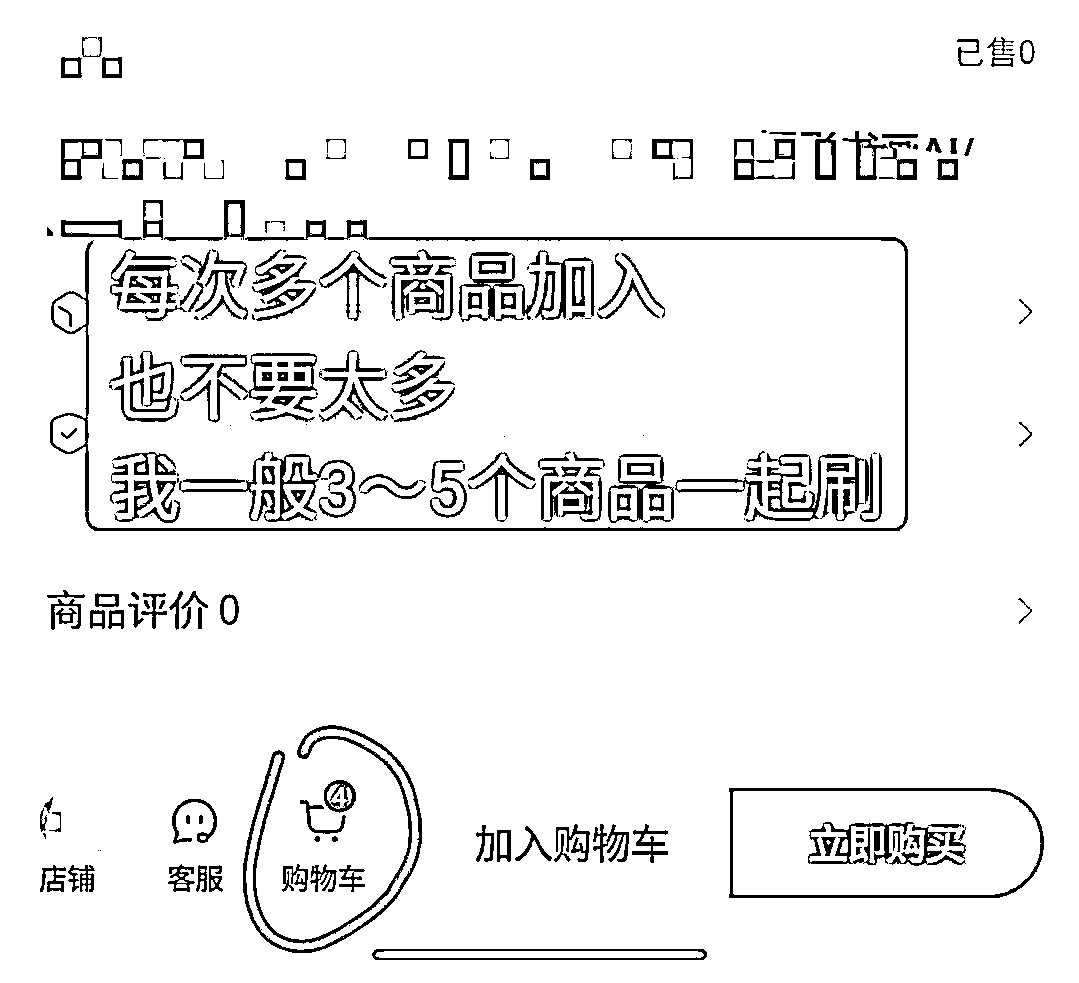 已售0
每次多个商品加入
也不要太多
我一般3～5个商品一起刷
商品评价 0
4
店铺
客服
购物车
加入购物车
立即购买